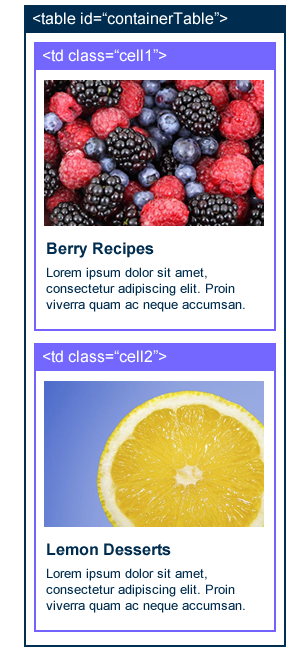 <table id=“containerTable”>
<td class=“cell1”>
Berry Recipes
Lorem ipsum dolor sit amet,
consectetur adipiscing elit. Proin
viverra quam ac neque accumsan.
<td class=“cell2”>
Lemon Desserts
Lorem ipsum dolor sit amet,
consectetur adipiscing elit. Proin
viverra quam ac neque accumsan.